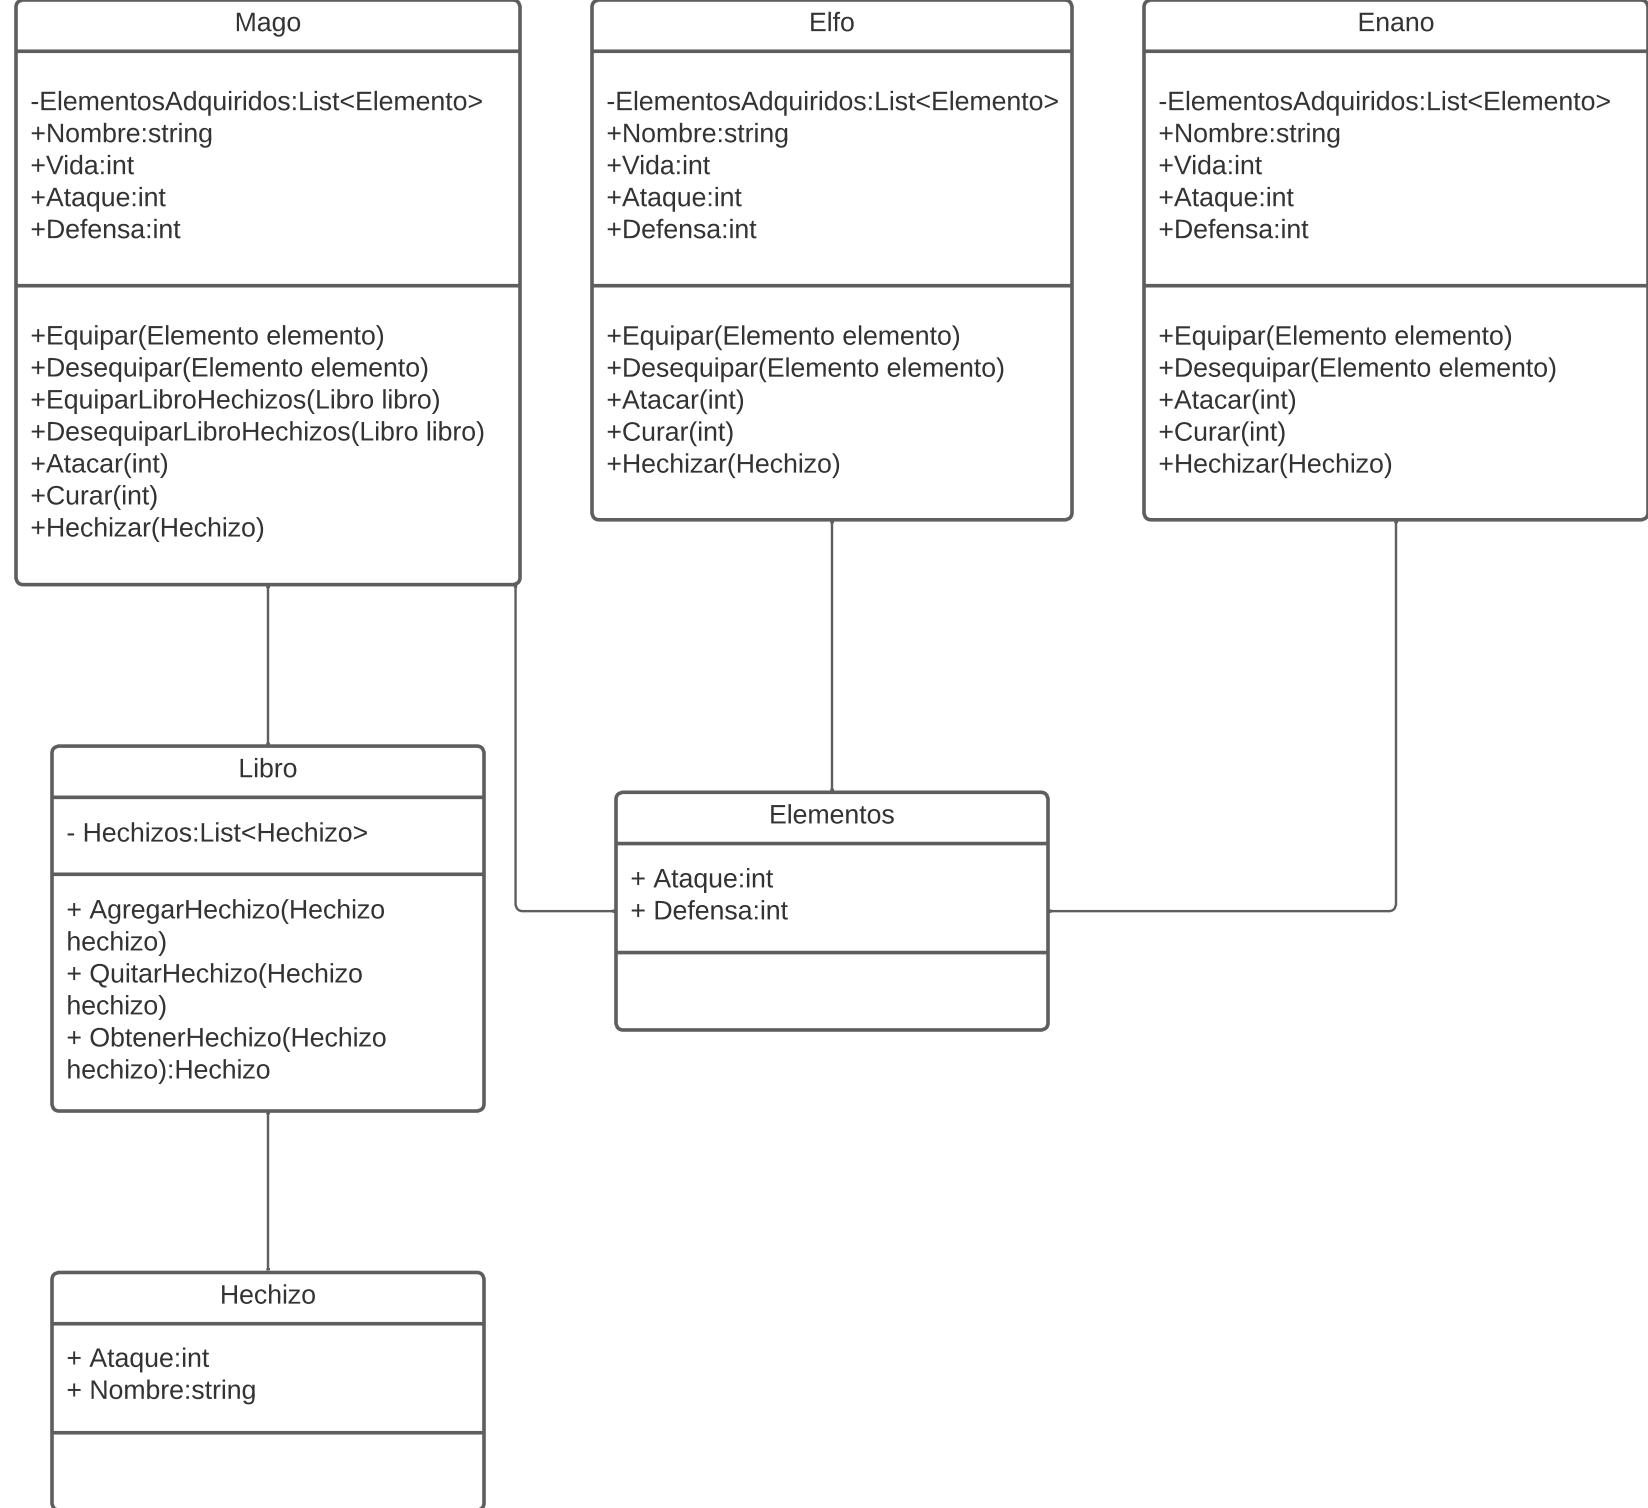 Mago
-ElementosAdquiridos:List<Elemento>
+Nombre:string
+Vida:int
+Ataque:int
+Defensa:int
+Equipar(Elemento elemento)
+Desequipar(Elemento elemento)
+EquiparLibroHechizos(Libro libro)
+DesequiparLibroHechizos(Libro libro)
+Atacar(int)
+Curar(int)
+Hechizar(Hechizo)
Elfo
-ElementosAdquiridos:List<Elemento>
+Nombre:string
+Vida:int
+Ataque:int
+Defensa:int
+Equipar(Elemento elemento)
+Desequipar(Elemento elemento)
+Atacar(int)
+Curar(int)
+Hechizar(Hechizo)
Enano
-ElementosAdquiridos:List<Elemento>
+Nombre:string
+Vida:int
+Ataque:int
+Defensa:int
+Equipar(Elemento elemento)
+Desequipar(Elemento elemento)
+Atacar(int)
+Curar(int)
+Hechizar(Hechizo)
Libro
- Hechizos:List<Hechizo>
+ AgregarHechizo(Hechizo
hechizo)
+ QuitarHechizo(Hechizo
hechizo)
+ ObtenerHechizo(Hechizo
hechizo):Hechizo
Elementos
+ Ataque:int
+ Defensa:int
Hechizo
+ Ataque:int
+ Nombre:string